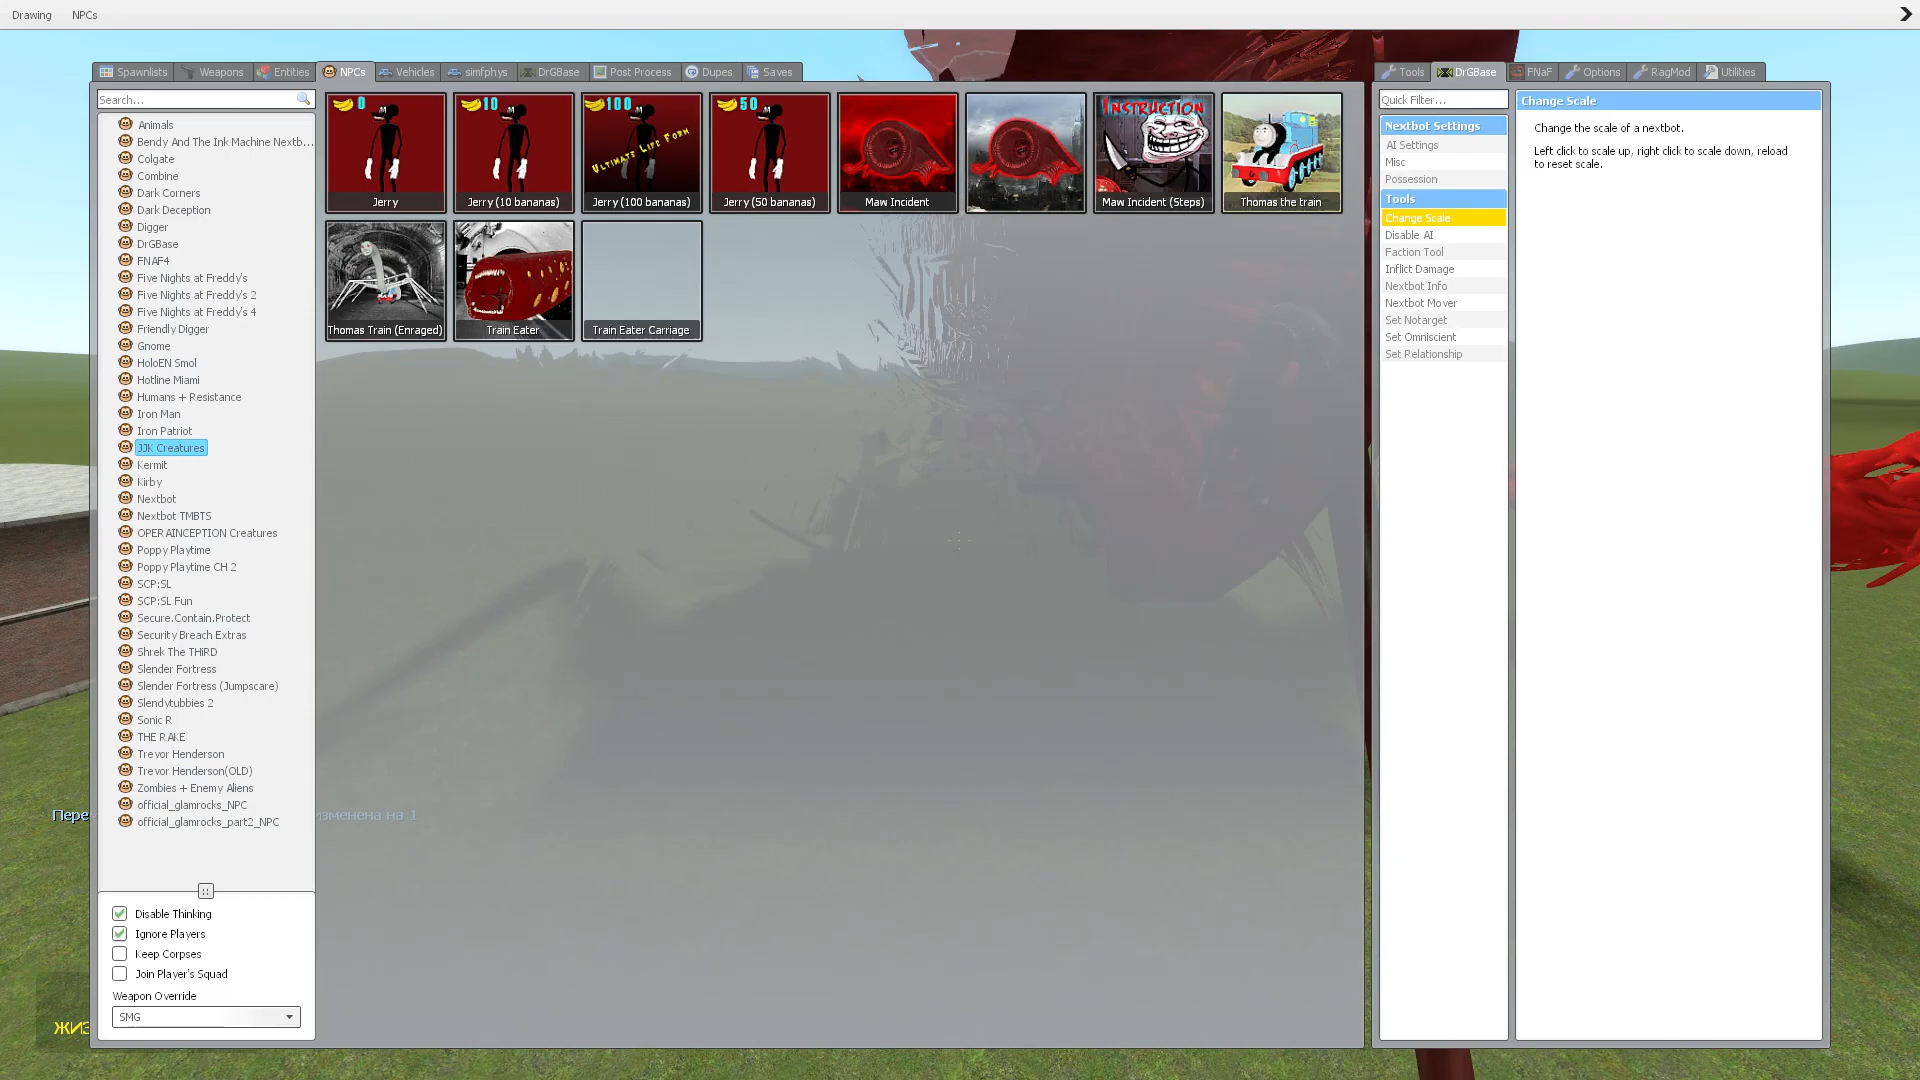 Drawing NPCs
Spawnlists Weapons Entities NPCs Vehicles simfphys DrGBase Post Process Dupes Saves
Search...
Animals
Bendy And The Ink Machine Nextb...
Colgate
Combine
Dark Corners
Dark Deception
Digger
DrGBase
FNAF4
Five Nights at Freddy's
Five Nights at Freddy's 2
Five Nights at Freddy's 4
Friendly Digger
Gnome
HoloEN Smol
Hotline Miami
Humans + Resistance
Iron Man
Iron Patriot
JJK Creatures
Kermit
Kirby
Nextbot
Nextbot TMBTS
OPERAINCEPTION Creatures
Poppy Playtime
Poppy Playtime CH 2
SCP:SL
SCP:SL Fun
Secure.Contain.Protect
Security Breach Extras
Shrek The THiRD
Slender Fortress
Slender Fortress (Jumpscare)
Slendytubbies 2
Sonic R
THE RAKE
Trevor Henderson
Trevor Henderson(OLD)
Zombies + Enemy Aliens
official_glamrocks_NPC
official_glamrocks_part2_NPC
Disable Thinking
Ignore Players
Keep Corpses
Join Player's Squad
Weapon Override
SMG
0 10 100 50 INSTRUCTION
ULTIMATE LIFE FORM
Jerry Jerry (10 bananas) Jerry (100 bananas) Jerry (50 bananas) Maw Incident Maw Incident (Steps) Thomas the train
Thomas Train (Enraged) Train Eater Train Eater Carriage
изменена на 1
Tools DrGBase FNaF Options RagMod Utilities
Quick Filter...
Nextbot Settings
AI Settings
Misc
Possession
Tools
Change Scale
Disable AI
Faction Tool
Inflict Damage
Nextbot Info
Nextbot Mover
Set Notarget
Set Omniscient
Set Relationship
Change Scale
Change the scale of a nextbot.
Left click to scale up, right click to scale down, reload
to reset scale.